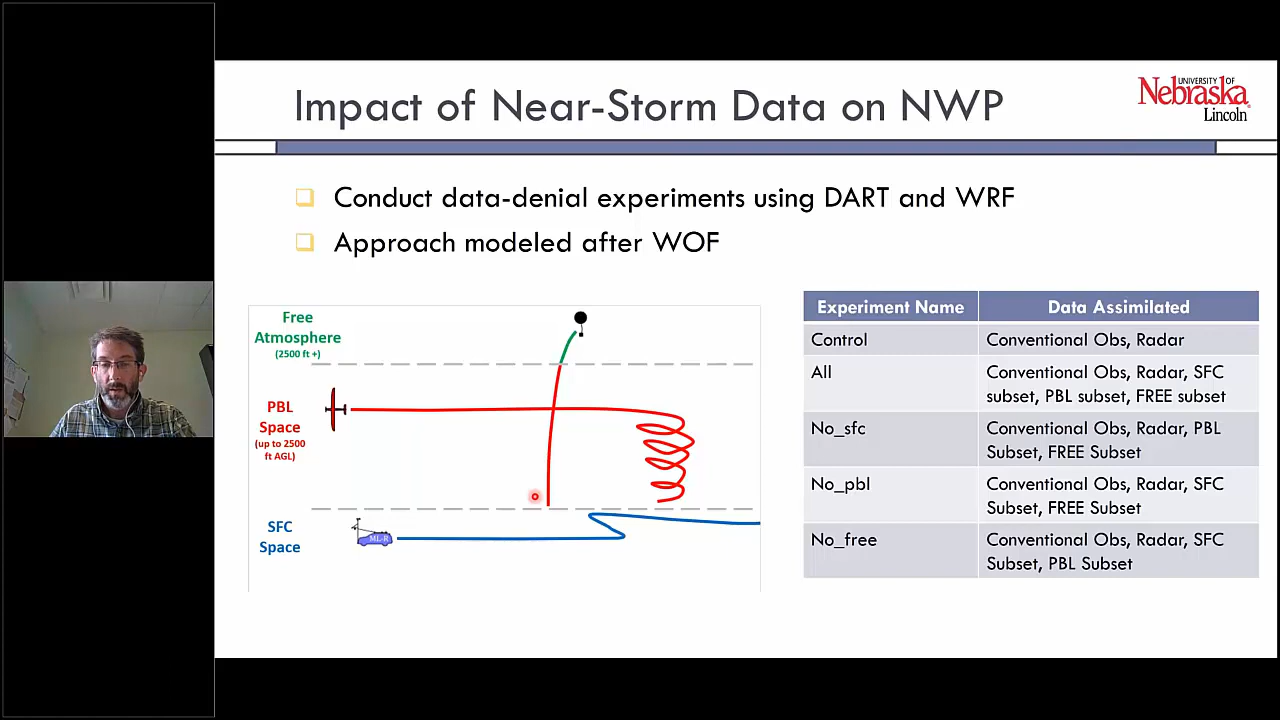 Impact of Near-Storm Data on NWP
UNIVERSITY OF
Nebraska
Lincoln
Conduct data-denial experiments using DART and WRF
Approach modeled after WOF
Free
Atmosphere
(2500 ft +)
PBL
Space
(up to 2500
ft AGL)
SFC
Space
ML-R
Experiment Name Data Assimilated
Control Conventional Obs, Radar
All Conventional Obs, Radar, SFC
subset, PBL subset, FREE subset
No_sfc Conventional Obs, Radar, PBL
Subset, FREE Subset
No_pbl Conventional Obs, Radar, SFC
Subset, FREE Subset
No_free Conventional Obs, Radar, SFC
Subset, PBL Subset